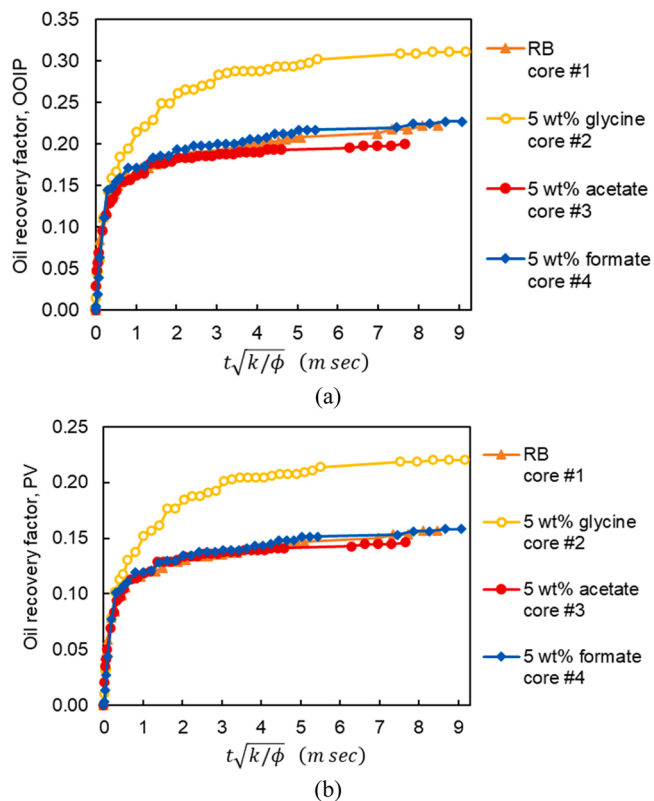 (a)
0.35
0.30
0.25
0.20
0.15
0.10
0.05
0.00
Oil recovery factor, OOIP
0 1 2 3 4 5 6 7 8 9
t√k/ϕ (m sec)
RB
core #1
5 wt% glycine
core #2
5 wt% acetate
core #3
5 wt% formate
core #4
(a)
0.25
0.20
0.15
0.10
0.05
0.00
Oil recovery factor, PV
0 1 2 3 4 5 6 7 8 9
t√k/ϕ (m sec)
RB
core #1
5 wt% glycine
core #2
5 wt% acetate
core #3
5 wt% formate
core #4
(b)